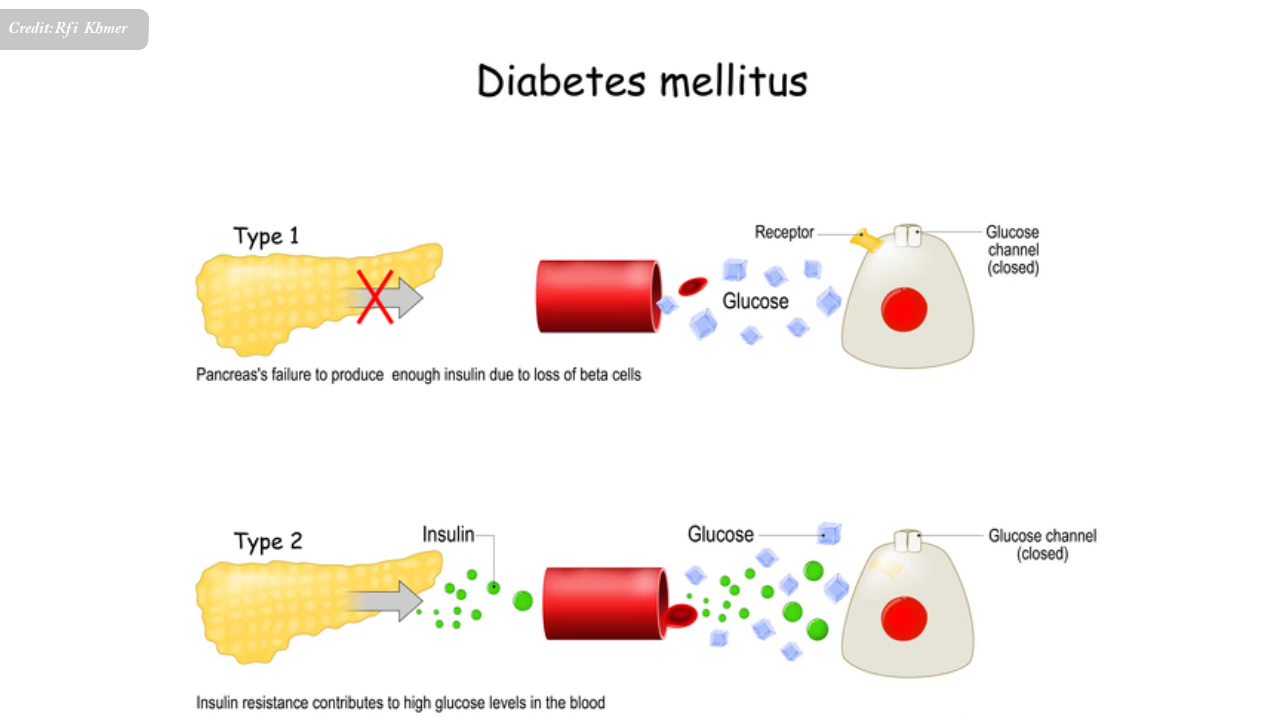 Credit:Rfi Khmer
Diabetes mellitus
Type 1
Receptor
Glucose
channel
(closed)
Glucose
Pancreas's failure to produce enough insulin due to loss of beta cells
Type 2
Insulin
Glucose
Glucose channel
(closed)
Insulin resistance contributes to high glucose levels in the blood